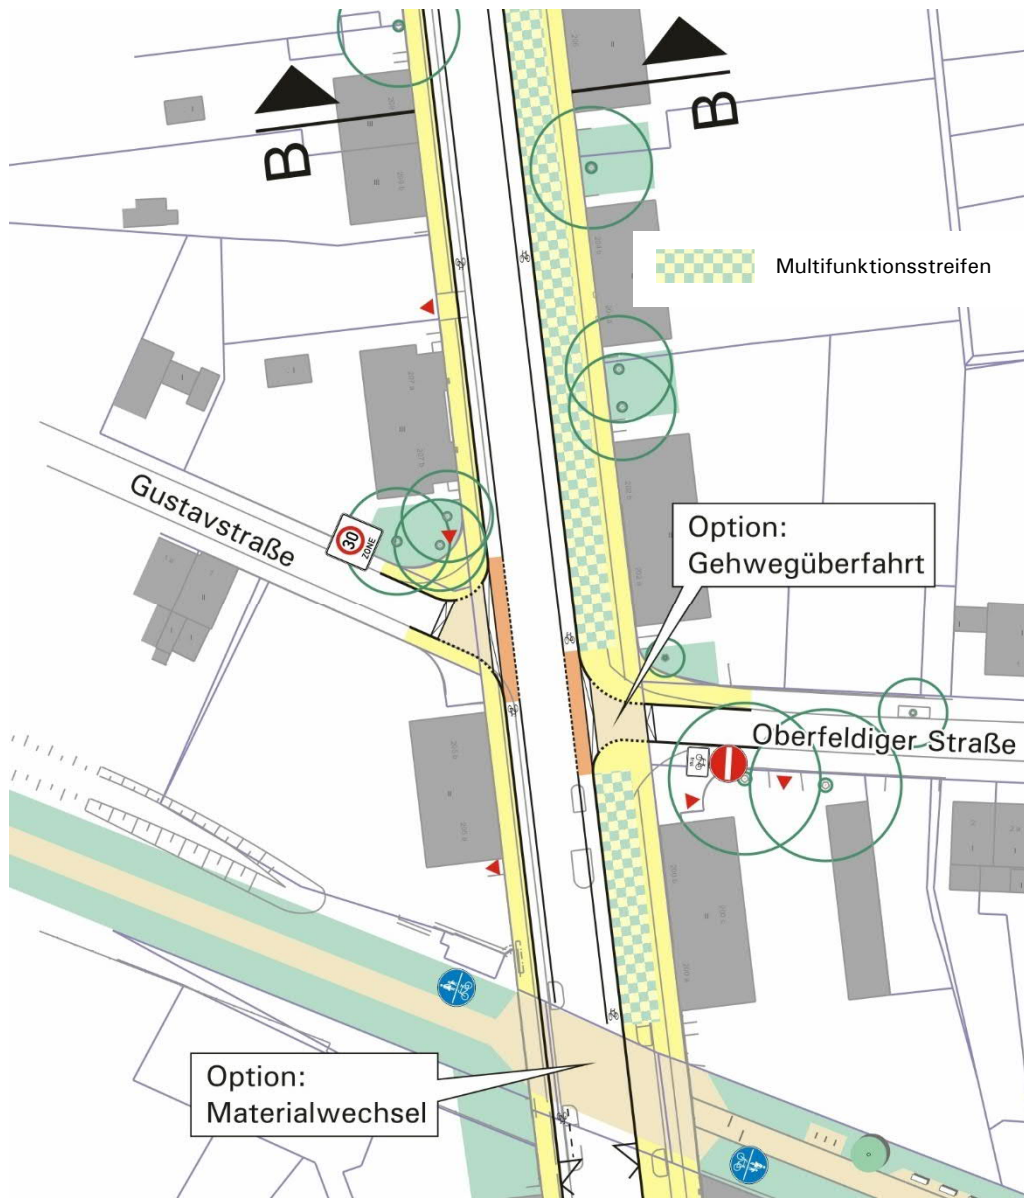 B
B
Multifunktionsstreifen
Gustavstraße
30
ZONE
Option:
Gehwegüberfahrt
Oberfeldiger Straße
Option:
Materialwechsel